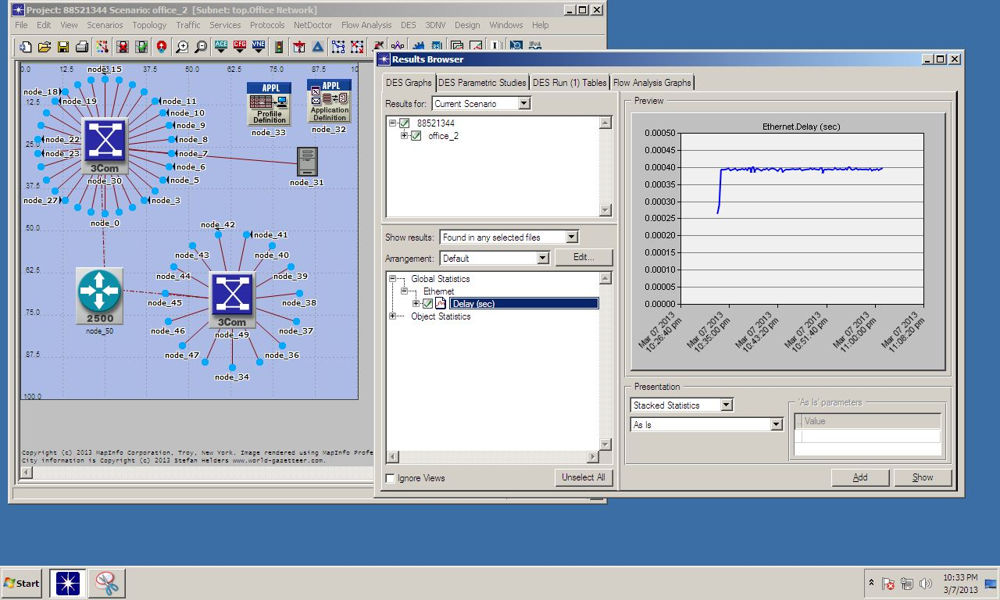 Project: 88521344 Scenario: office_2 [Subnet: top.Office Network]
File Edit View Scenarios Topology Traffic Services Protocols NetDoctor Flow Analysis DES 3DNV Design Windows Help
ACE CFG VNE
0.0 12.5 25.0 37.5 50.0 62.5 75.0 87.5 10
12.5
25.0
37.5
50.0
62.5
75.0
87.5
100.0
node_15
node_18
node_19
node_11
node_10
node_9
node_22
node_8
node_23
node_7
node_6
3Com
node_30
node_5
node_27
node_3
node_0
APPL
Profile
Definition
node_33
APPL
Application
Definition
node_32
node_31
node_42
node_41
node_43
node_40
node_44
node_39
node_45
node_38
3Com
node_49
node_46
node_37
node_47
node_36
node_34
2500
node_50
Copyright (c) 2013 MapInfo Corporation, Troy, New York. Image rendered using MapInfo Profe
City information is Copyright (c) 2013 Stefan Helders www.world-gazetteer.com.
Results Browser
DES Graphs DES Parametric Studies DES Run (1) Tables Flow Analysis Graphs
Results for: Current Scenario
88521344
office_2
Show results: Found in any selected files
Arrangement: Default Edit...
Global Statistics
Ethernet
Delay (sec)
Object Statistics
Ignore Views
Unselect All
Preview
Ethernet.Delay (sec)
0.00050
0.00045
0.00040
0.00035
0.00030
0.00025
0.00020
0.00015
0.00010
0.00005
0.00000
Mar 07 2013
10:26:40 pm
Mar 07 2013
10:35:00 pm
Mar 07 2013
10:43:20 pm
Mar 07 2013
10:51:40 pm
Mar 07 2013
11:00:00 pm
Mar 07 2013
11:08:20 pm
Presentation
Stacked Statistics
As Is
'As Is' parameters
.. Value
Add Show
Start
10:33 PM
3/7/2013